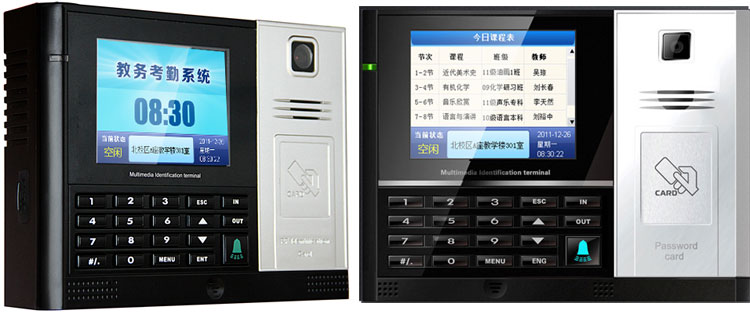 教务考勤系统
08:30
当前状态
空闲
北校区A座教学楼301室
2011-12-26
星期一
08:30:22
Multimedia Identification terminal
1 2 3 ESC IN
4 5 6 ▲ OUT
7 8 9 ▼
#/. 0 MENU ENT
CARD
今日课程表
节次 课程 班级 教师
1-2节 近代美术史 11级油画1班 吴琼
3-4节 有机化学 09化学研习班 刘长春
5-6节 音乐欣赏 11级声乐专科 李天然
7-8节 语言与演讲 10级语言本科 刘福中
当前状态
空闲
北校区A座教学楼301室
2011-12-26
星期一
08:30:22
Multimedia Identification terminal
1 2 3 ESC IN
4 5 6 ▲ OUT
7 8 9 ▼
#/. 0 MENU ENG
CARD
Password
card